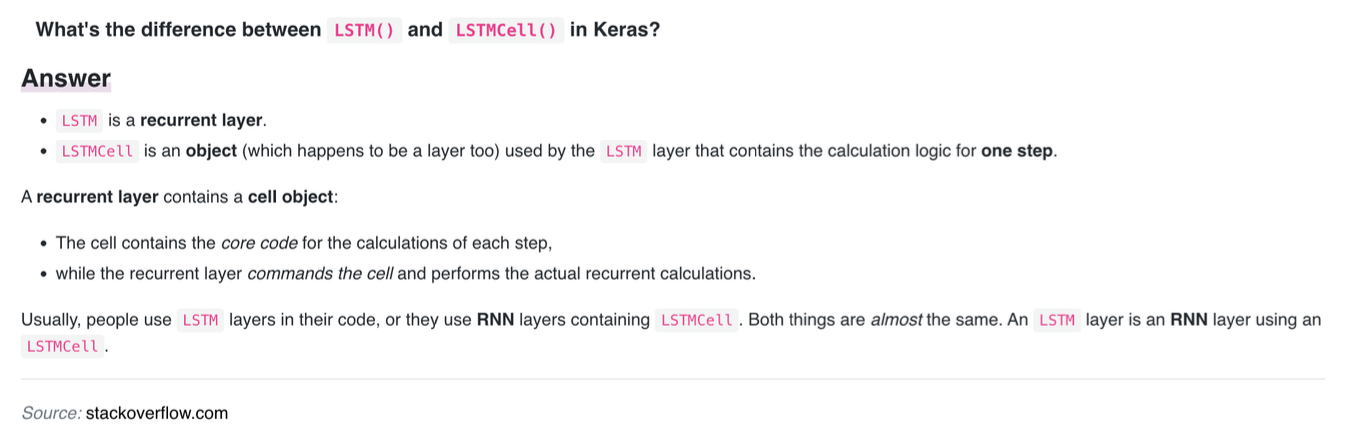 What's the difference between LSTM() and LSTMCell() in Keras?
Answer
• LSTM is a recurrent layer.
• LSTMCell is an object (which happens to be a layer too) used by the LSTM layer that contains the calculation logic for one step.
A recurrent layer contains a cell object:
• The cell contains the core code for the calculations of each step,
• while the recurrent layer commands the cell and performs the actual recurrent calculations.
Usually, people use LSTM layers in their code, or they use RNN layers containing LSTMCell. Both things are almost the same. An LSTM layer is an RNN layer using an
LSTMCell.
Source: stackoverflow.com